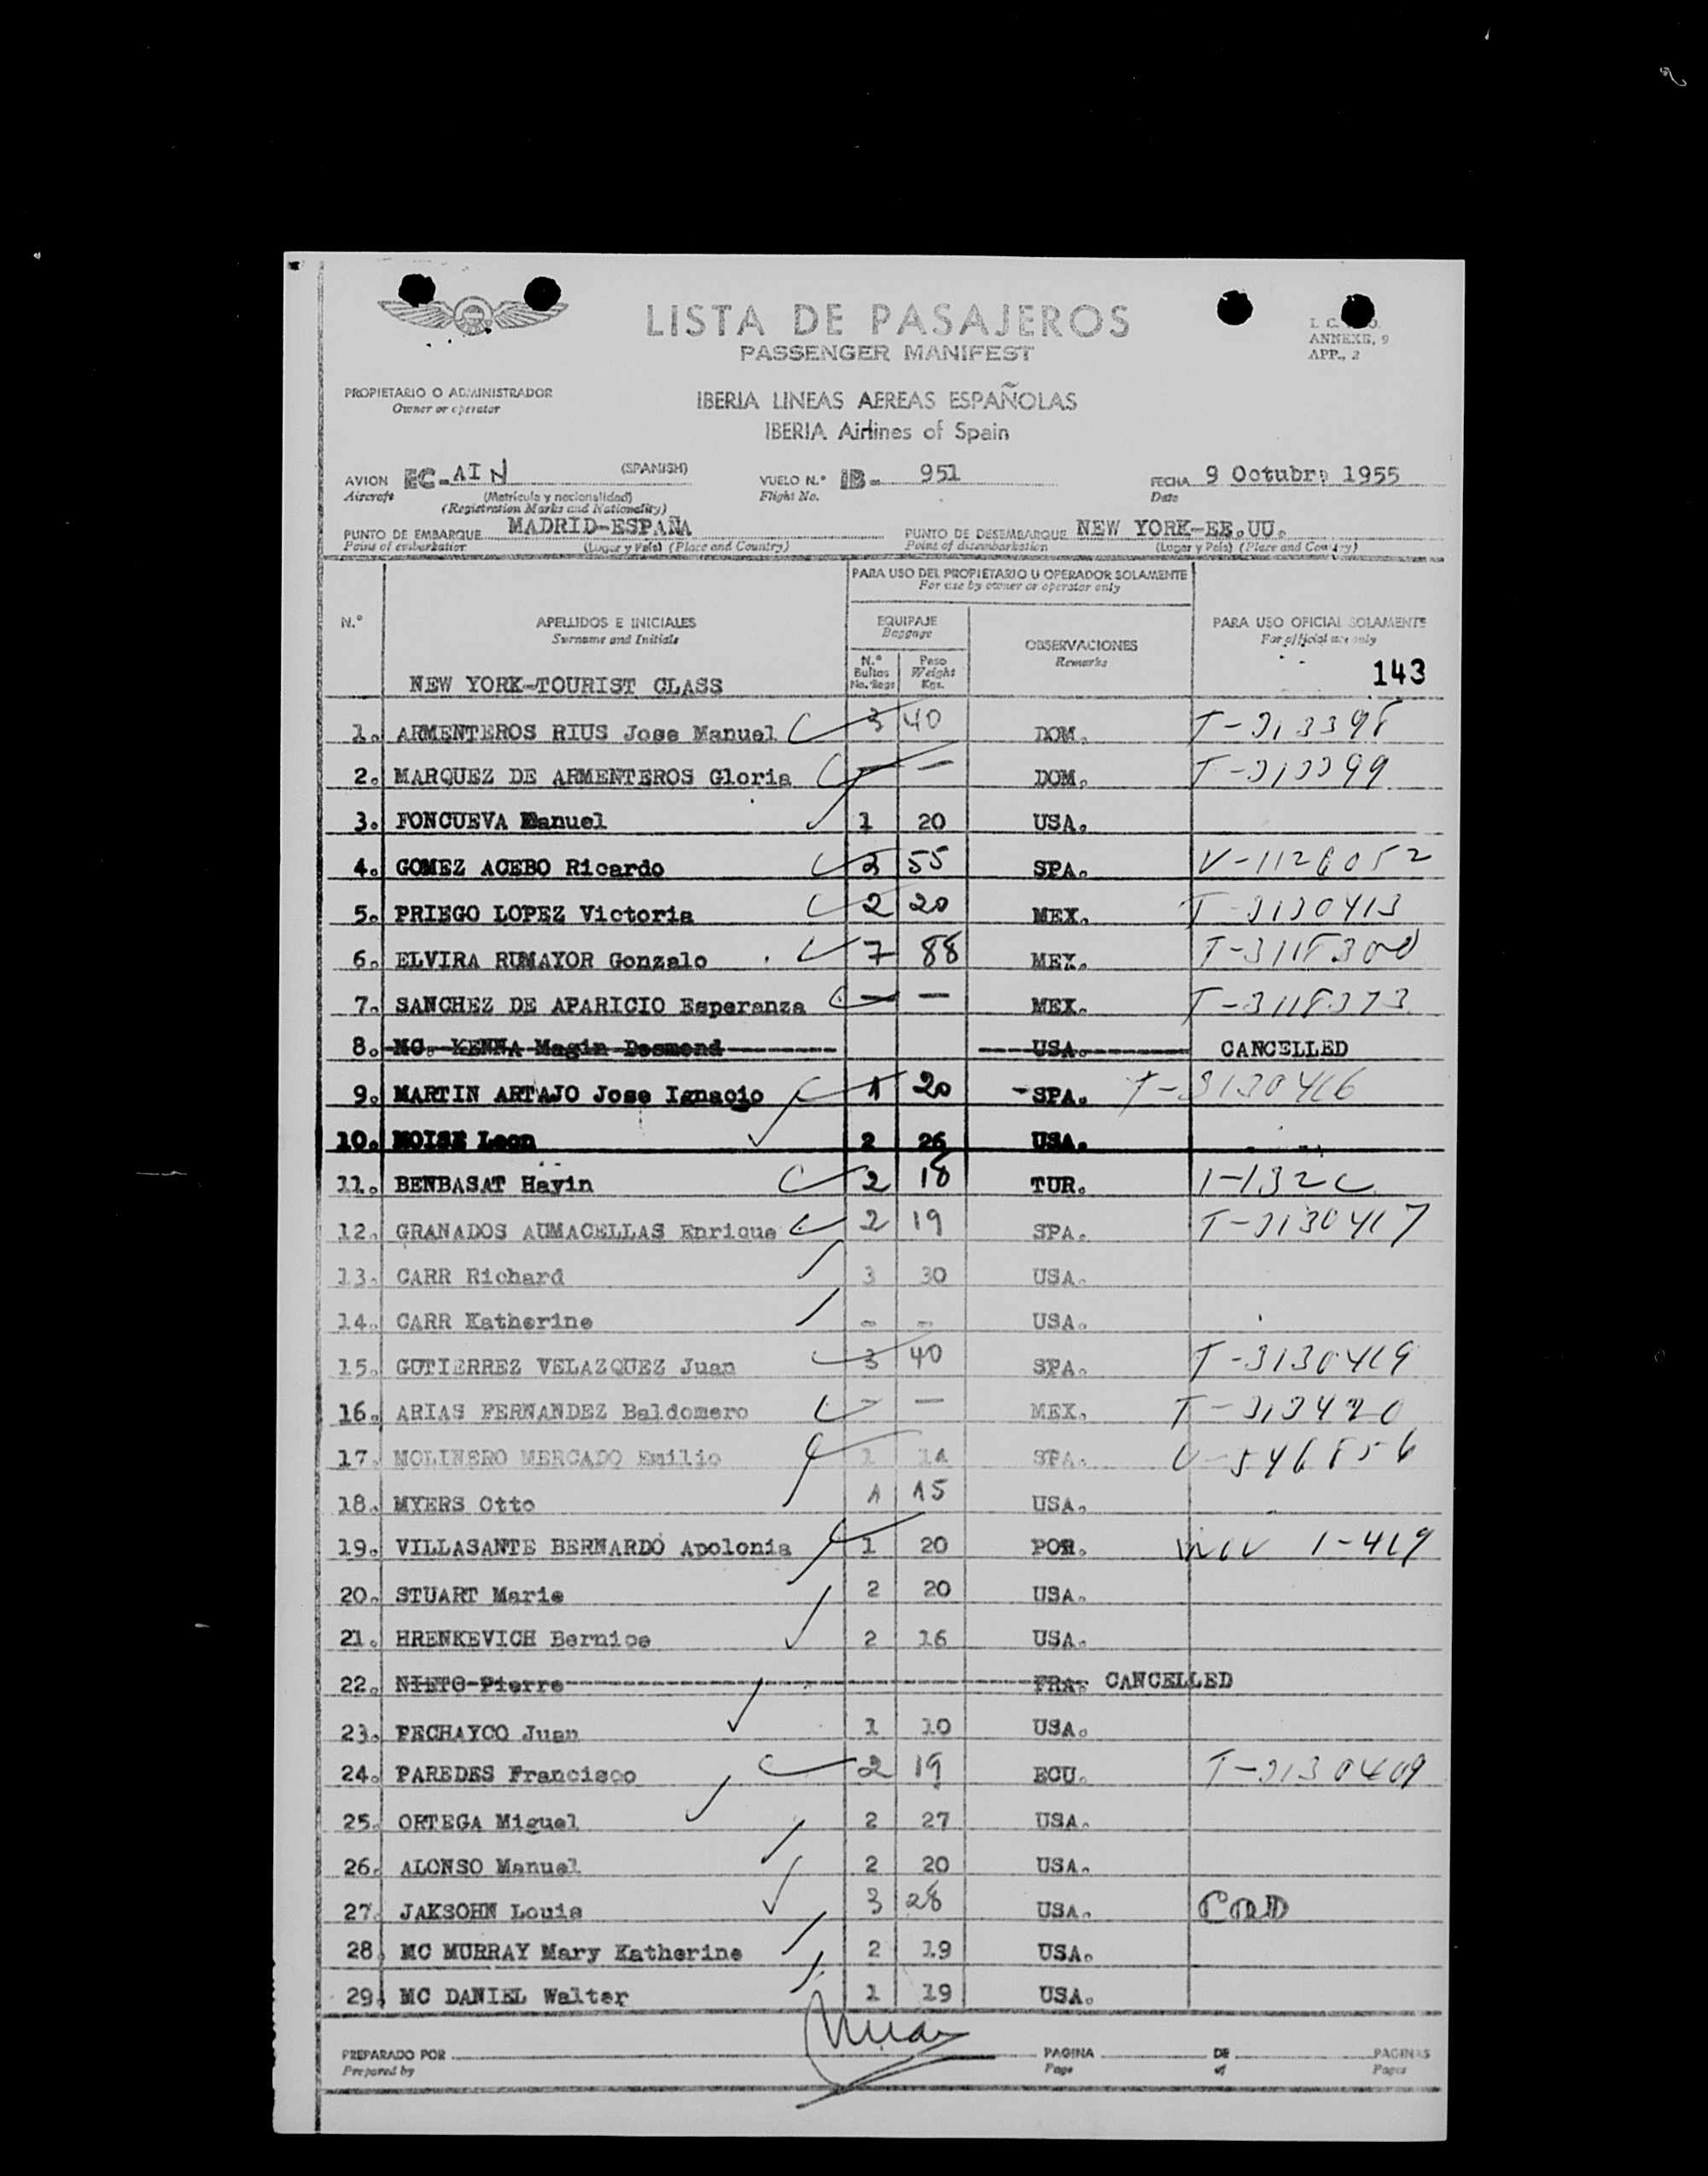 LISTA DE PASAJEROS
PASSENGER MANIFEST
ANNEXE, 9
APP., 2
PROPIETARIO O ADMINISTRADOR
Owner or operator
IBERIA LINEAS AEREAS ESPAÑOLAS
IBERIA Airlines of Spain
AVION EC-AIN (SPANISH) VUELO N.º IB- 951 FECHA 9 Octubre 1955
Aircraft (Matrícula y nacionalidad) Flight No. Date
(Registration Marks and Nationality)
PUNTO DE EMBARQUE MADRID-ESPAÑA PUNTO DE DESEMBARQUE NEW YORK-EE.UU.
Point of embarkation (Lugar y País) (Place and Country) Point of disembarkation (Lugar y País) (Place and Country)
PARA USO DEL PROPIETARIO U OPERADOR SOLAMENTE
For use by owner or operator only
N.º APELLIDOS E INICIALES EQUIPAJE OBSERVACIONES PARA USO OFICIAL SOLAMENTE
Surname and Initials Baggage Remarks For official use only
N.º Bultos Peso
No. Bags Weight Kgs.
143
NEW YORK-TOURIST CLASS
1. ARMENTEROS RIUS Jose Manuel 3 40 DOM.
2. MARQUEZ DE ARMENTEROS Gloria — — DOM.
3. FONCUEVA Manuel 1 20 USA.
4. GOMEZ ACEBO Ricardo 55 SPA. V-1126052
5. PRIEGO LOPEZ Victoria 2 20 MEX. T-3130413
6. ELVIRA RUMAYOR Gonzalo 7 88 MEX. T-3118300
7. SANCHEZ DE APARICIO Esperanza — — MEX. T-3118373
8. MC. KENNA Magin Desmond USA. CANCELLED
9. MARTIN ARTAJO Jose Ignacio 1 20 -SPA. T-3130416
10. MOISE Leon 2 26 USA.
11. BENBASAT Hayin 2 18 TUR. 1-132C
12. GRANADOS AUMACELLAS Enrique 2 19 SPA. T-3130417
13. CARR Richard 3 30 USA.
14. CARR Katherine - - USA.
15. GUTIERREZ VELAZQUEZ Juan 3 40 SPA. T-3130419
16. ARIAS FERNANDEZ Baldomero - — MEX. T-313420
17. MOLINERO MERCADO Emilio 1 14 SPA. V-546856
18. MYERS Otto 1 15 USA.
19. VILLASANTE BERNARDO Apolonia 1 20 POR. 1-419
20. STUART Marie 2 20 USA.
21. HRENKEVICH Bernice 2 16 USA.
22. NIETO Pierre FRA. CANCELLED
23. PECHAYCO Juan 1 10 USA.
24. PAREDES Francisco 2 19 ECU. T-3130409
25. ORTEGA Miguel 2 27 USA.
26. ALONSO Manuel 2 20 USA.
27. JAKSOHN Louis 3 28 USA.
28. MC MURRAY Mary Katherine 2 19 USA.
29. MC DANIEL Walter 1 19 USA.
PREPARADO POR PAGINA DE PAGINAS
Prepared by Page of Pages